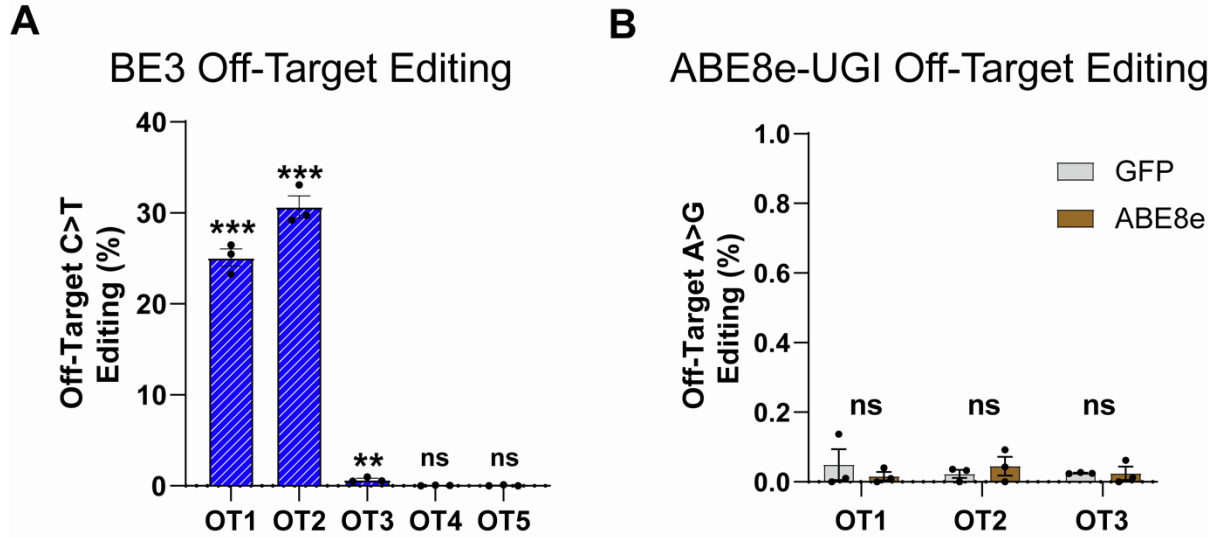 A
BE3 Off-Target Editing
Off-Target C>T
Editing (%)
40
30
20
10
0
***
***
**
ns
ns
OT1 OT2 OT3 OT4 OT5
B
ABE8e-UGI Off-Target Editing
Off-Target A>G
Editing (%)
1.0
0.8
0.6
0.4
0.2
0.0
GFP
ABE8e
ns ns ns
OT1 OT2 OT3